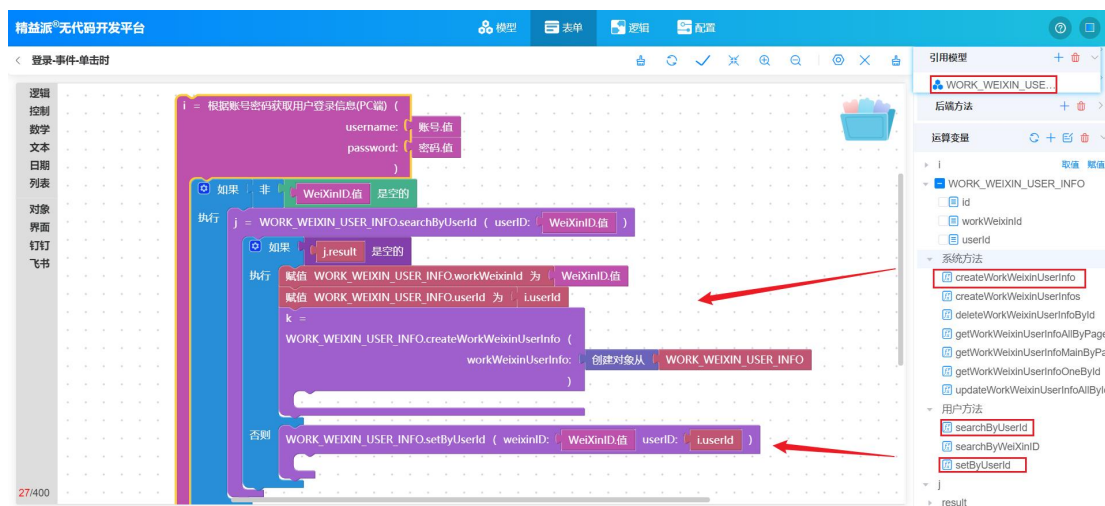 精益派®无代码开发平台
模型
表单
逻辑
配置
登录-事件-单击时
逻辑
控制
数学
文本
日期
列表
对象
界面
钉钉
飞书
27/400
i = 根据账号密码获取用户登录信息(PC端) (
username: 账号.值
password: 密码.值
)
如果 非 WeiXinID.值 是空的
执行 j = WORK_WEIXIN_USER_INFO.searchByUserId ( userID: WeiXinID.值 )
如果 j.result 是空的
执行 赋值 WORK_WEIXIN_USER_INFO.workWeixinId 为 WeiXinID.值
赋值 WORK_WEIXIN_USER_INFO.userId 为 i.userId
k =
WORK_WEIXIN_USER_INFO.createWorkWeixinUserInfo (
workWeixinUserInfo: 创建对象从 WORK_WEIXIN_USER_INFO
)
否则 WORK_WEIXIN_USER_INFO.setByUserId ( weixinID: WeiXinID.值 userID: i.userId )
引用模型
WORK_WEIXIN_USE...
后端方法
运算变量
i 取值 赋值
WORK_WEIXIN_USER_INFO
id
workWeixinId
userId
系统方法
createWorkWeixinUserInfo
createWorkWeixinUserInfos
deleteWorkWeixinUserInfoById
getWorkWeixinUserInfoAllByPage
getWorkWeixinUserInfoMainByPa
getWorkWeixinUserInfoOneById
updateWorkWeixinUserInfoAllById
用户方法
searchByUserId
searchByWeiXinID
setByUserId
j
result